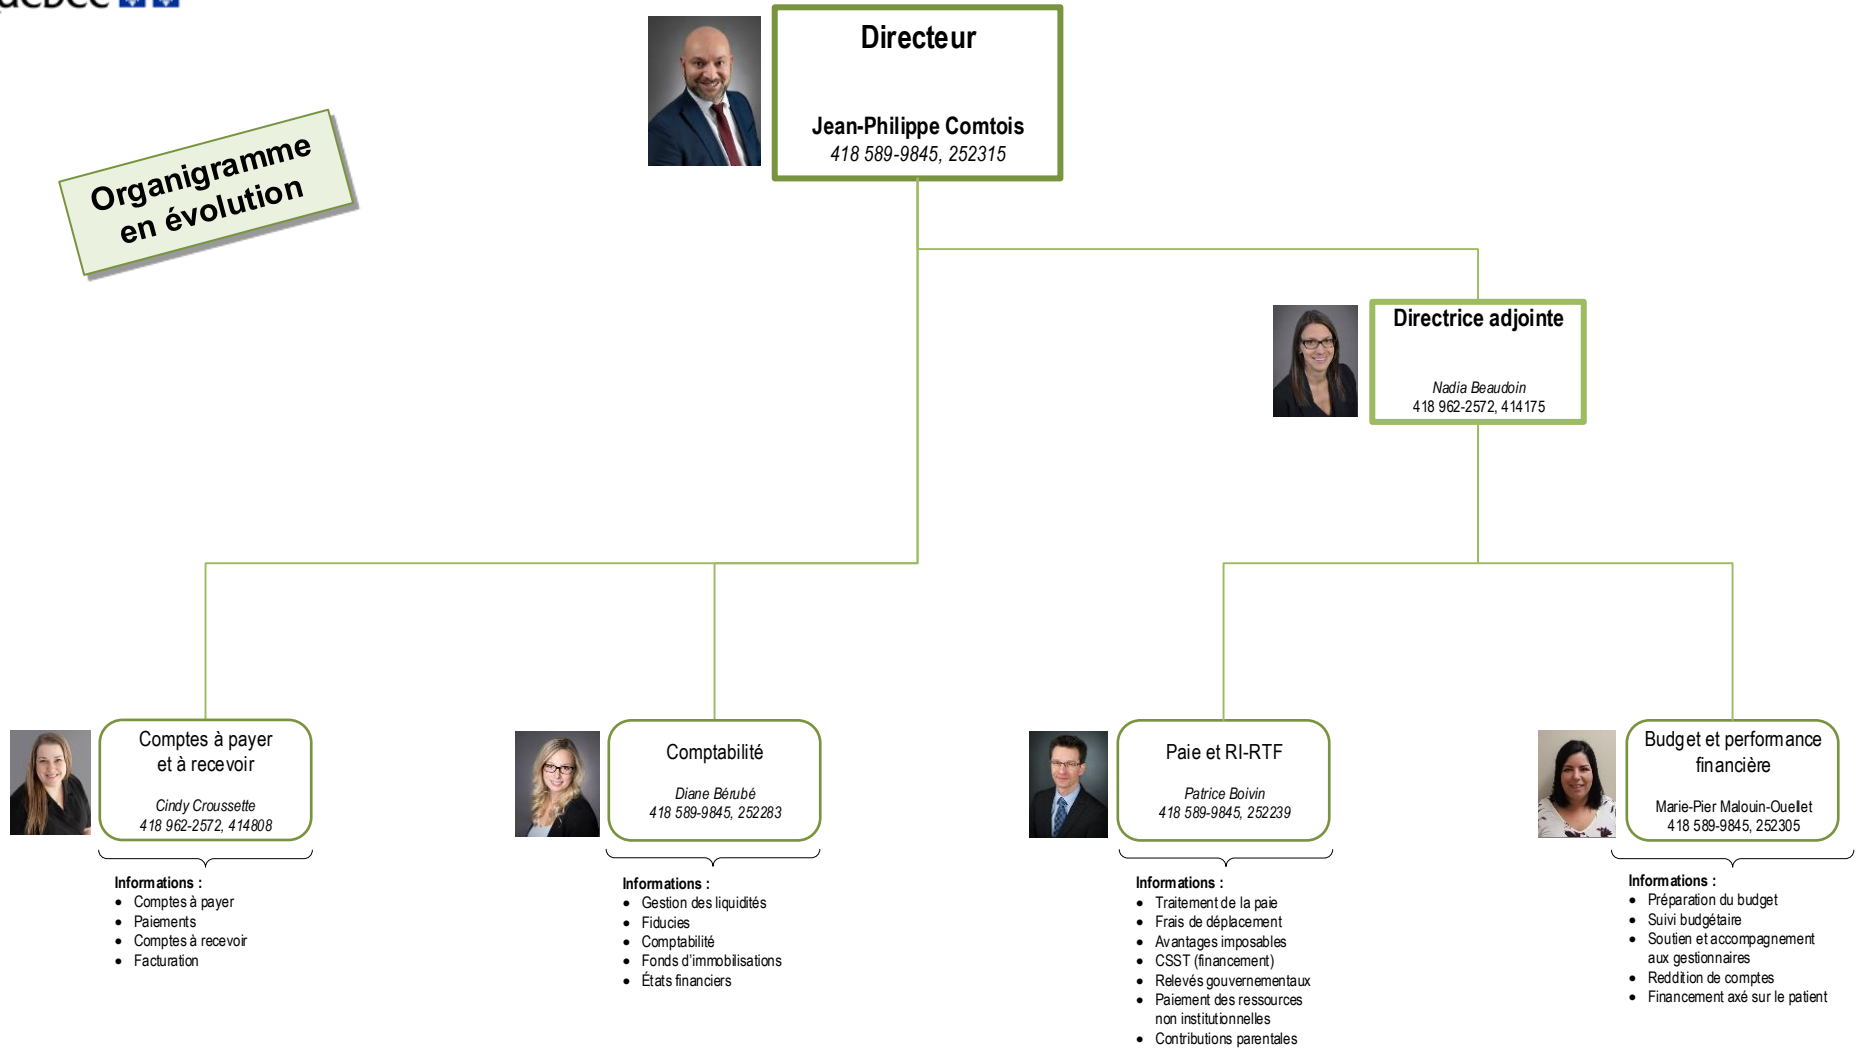 Organigramme
en évolution
Directeur
Jean-Philippe Comtois
418 589-9845, 252315
Directrice adjointe
Nadia Beaudoin
418 962-2572, 414175
Comptes à payer
et à recevoir
Cindy Croussette
418 962-2572, 414808
Informations :
• Comptes à payer
• Paiements
• Comptes à recevoir
• Facturation
Comptabilité
Diane Bérubé
418 589-9845, 252283
Informations :
• Gestion des liquidités
• Fiducies
• Comptabilité
• Fonds d'immobilisations
• États financiers
Paie et RI-RTF
Patrice Boivin
418 589-9845, 252239
Informations :
• Traitement de la paie
• Frais de déplacement
• Avantages imposables
• CSST (financement)
• Relevés gouvernementaux
• Paiement des ressources
non institutionnelles
• Contributions parentales
Budget et performance
financière
Marie-Pier Malouin-Ouellet
418 589-9845, 252305
Informations :
• Préparation du budget
• Suivi budgétaire
• Soutien et accompagnement
aux gestionnaires
• Reddition de comptes
• Financement axé sur le patient